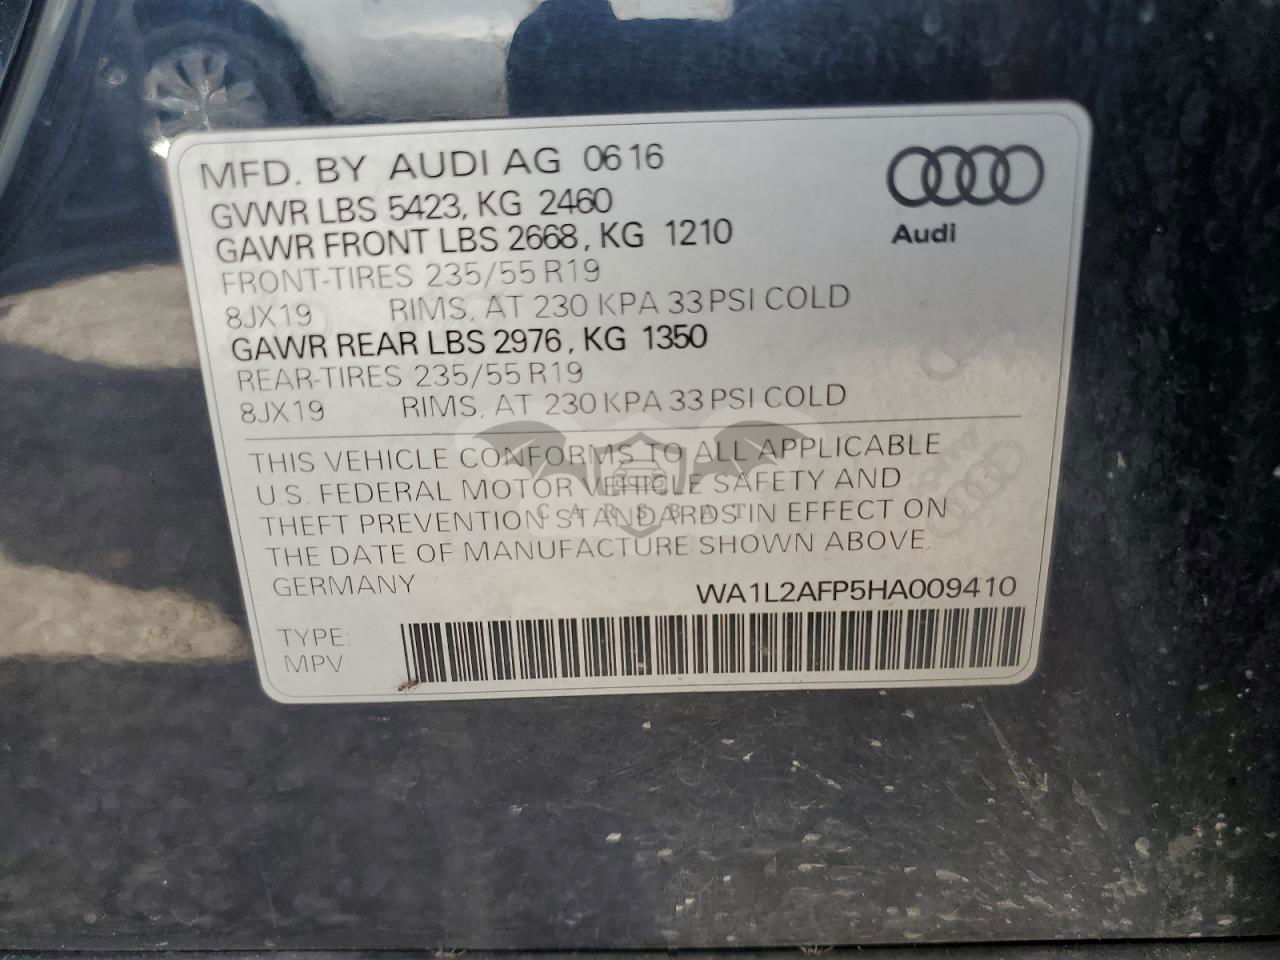 MFD. BY AUDI AG 0616
GVWR LBS 5423, KG 2460
GAWR FRONT LBS 2668, KG 1210
FRONT-TIRES 235/55 R19
8JX19 RIMS, AT 230 KPA 33 PSI COLD
GAWR REAR LBS 2976, KG 1350
REAR-TIRES 235/55 R19
8JX19 RIMS, AT 230 KPA 33 PSI COLD
Audi
THIS VEHICLE CONFORMS TO ALL APPLICABLE
U.S. FEDERAL MOTOR VEHICLE SAFETY AND
THEFT PREVENTION STANDARDS IN EFFECT ON
THE DATE OF MANUFACTURE SHOWN ABOVE.
GERMANY WA1L2AFP5HA009410
TYPE:
MPV
CARSBAT